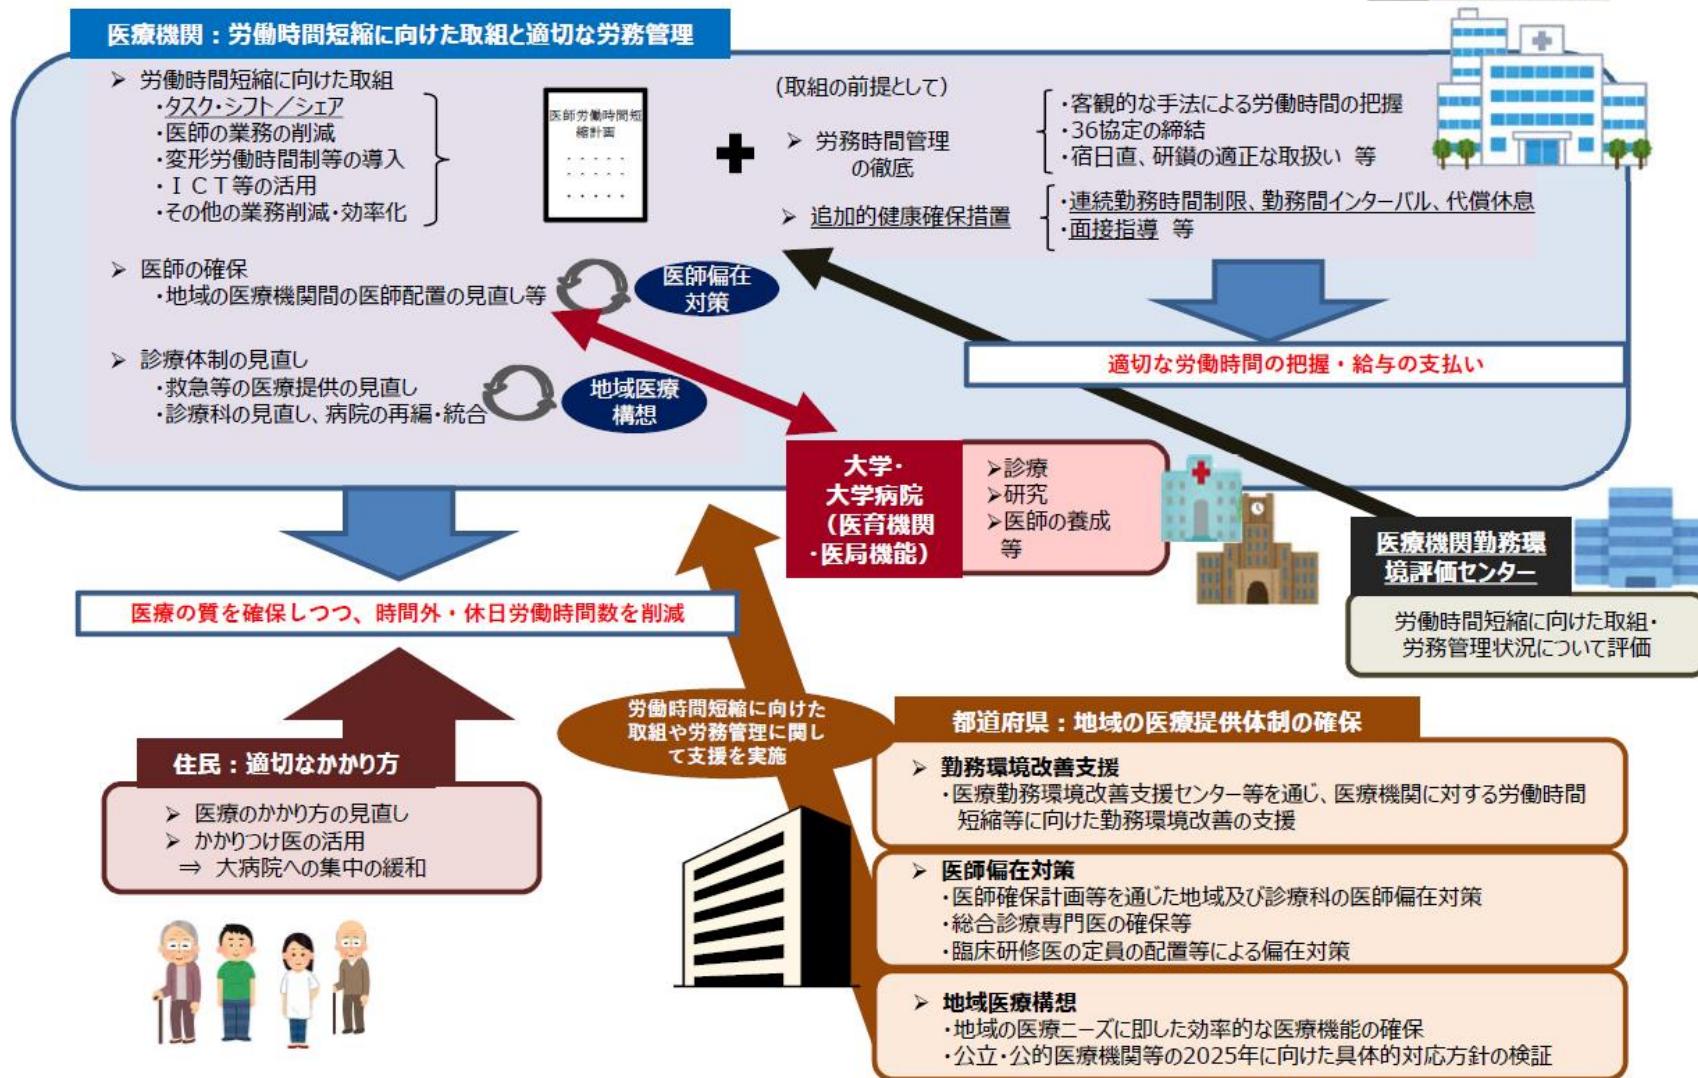 医療機関：労働時間短縮に向けた取組と適切な労務管理
➢ 労働時間短縮に向けた取組
・タスク・シフト／シェア
・医師の業務の削減
・変形労働時間制等の導入
・ＩＣＴ等の活用
・その他の業務削減・効率化
医師労働時間短
縮計画
(取組の前提として)
➢ 労務時間管理
の徹底
・客観的な手法による労働時間の把握
・36協定の締結
・宿日直、研鑽の適正な取扱い 等
➢ 追加的健康確保措置
・連続勤務時間制限、勤務間インターバル、代償休息
・面接指導 等
➢ 医師の確保
・地域の医療機関間の医師配置の見直し等
医師偏在
対策
➢ 診療体制の見直し
・救急等の医療提供の見直し
・診療科の見直し、病院の再編・統合
地域医療
構想
適切な労働時間の把握・給与の支払い
大学・
大学病院
（医育機関
・医局機能）
➢診療
➢研究
➢医師の養成
等
医療機関勤務環
境評価センター
労働時間短縮に向けた取組・
労務管理状況について評価
医療の質を確保しつつ、時間外・休日労働時間数を削減
住民：適切なかかり方
➢ 医療のかかり方の見直し
➢ かかりつけ医の活用
⇒ 大病院への集中の緩和
労働時間短縮に向けた
取組や労務管理に関し
て支援を実施
都道府県：地域の医療提供体制の確保
➢ 勤務環境改善支援
・医療勤務環境改善支援センター等を通じ、医療機関に対する労働時間
短縮等に向けた勤務環境改善の支援
➢ 医師偏在対策
・医師確保計画等を通じた地域及び診療科の医師偏在対策
・総合診療専門医の確保等
・臨床研修医の定員の配置等による偏在対策
➢ 地域医療構想
・地域の医療ニーズに即した効率的な医療機能の確保
・公立・公的医療機関等の2025年に向けた具体的対応方針の検証